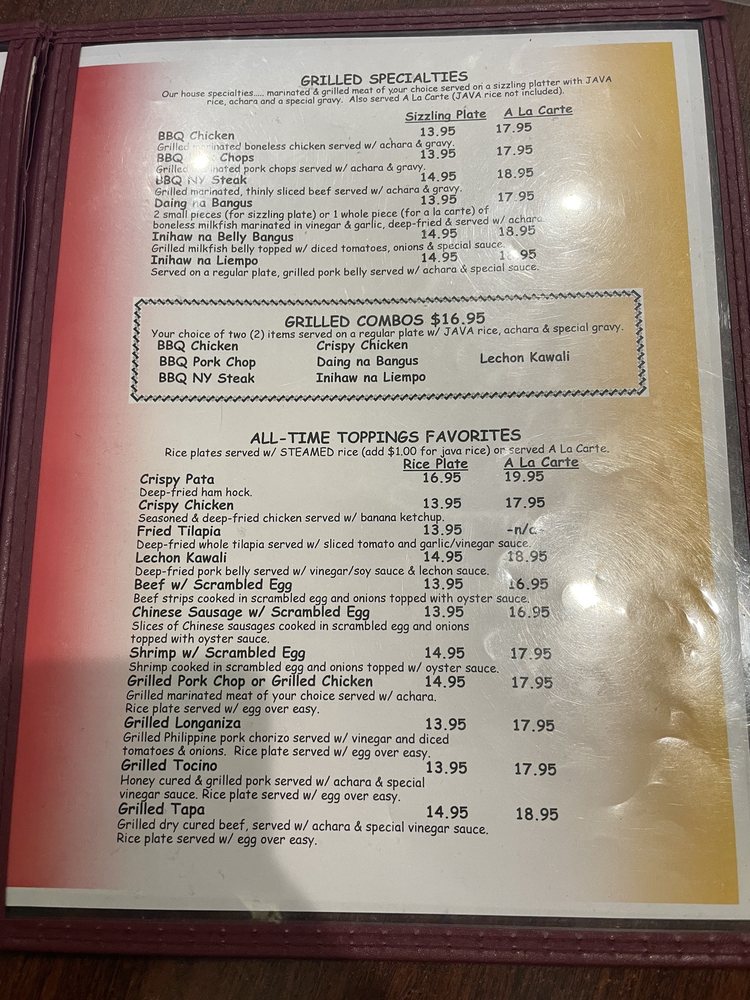 GRILLED SPECIALTIES
Our house specialties..... marinated & grilled meat of your choice served on a sizzling platter with JAVA
rice, achara and a special gravy. Also served A La Carte (JAVA rice not included).
Sizzling Plate A La Carte
BBQ Chicken 13.95 17.95
Grilled marinated boneless chicken served w/ achara & gravy.
BBQ Chops 13.95 17.95
Grilled marinated pork chops served w/ achara & gravy.
BBQ NY Steak 14.95 18.95
Grilled marinated, thinly sliced beef served w/ achara & gravy.
Daing na Bangus 13.95 17.95
2 small pieces (for sizzling plate) or 1 whole piece (for a la carte) of
boneless milkfish marinated in vinegar & garlic, deep-fried & served w/ achara
Inihaw na Belly Bangus 14.95 18.95
Grilled milkfish belly topped w/ diced tomatoes, onions & special sauce.
Inihaw na Liempo 14.95
Served on a regular plate, grilled pork belly served w/ achara & special sauce.
GRILLED COMBOS $16.95
Your choice of two (2) items served on a regular plate w/ JAVA rice, achara & special gravy.
BBQ Chicken Crispy Chicken
BBQ Pork Chop Daing na Bangus Lechon Kawali
BBQ NY Steak Inihaw na Liempo
ALL-TIME TOPPINGS FAVORITES
Rice plates served w/ STEAMED rice (add $1.00 for java rice) or served A La Carte.
Rice Plate A La Carte
Crispy Pata 16.95 19.95
Deep-fried ham hock.
Crispy Chicken 13.95 17.95
Seasoned & deep-fried chicken served w/ banana ketchup.
Fried Tilapia 13.95 -n/a-
Deep-fried whole tilapia served w/ sliced tomato and garlic/vinegar sauce.
Lechon Kawali 14.95 18.95
Deep-fried pork belly served w/ vinegar/soy sauce & lechon sauce.
Beef w/ Scrambled Egg 13.95 16.95
Beef strips cooked in scrambled egg and onions topped with oyster sauce.
Chinese Sausage w/ Scrambled Egg 13.95 16.95
Slices of Chinese sausages cooked in scrambled egg and onions
topped with oyster sauce.
Shrimp w/ Scrambled Egg 14.95 17.95
Shrimp cooked in scrambled egg and onions topped w/ oyster sauce.
Grilled Pork Chop or Grilled Chicken 14.95 17.95
Grilled marinated meat of your choice served w/ achara.
Rice plate served w/ egg over easy.
Grilled Longaniza 13.95 17.95
Grilled Philippine pork chorizo served w/ vinegar and diced
tomatoes & onions. Rice plate served w/ egg over easy.
Grilled Tocino 13.95 17.95
Honey cured & grilled pork served w/ achara & special
vinegar sauce. Rice plate served w/ egg over easy.
Grilled Tapa 14.95 18.95
Grilled dry cured beef, served w/ achara & special vinegar sauce.
Rice plate served w/ egg over easy.